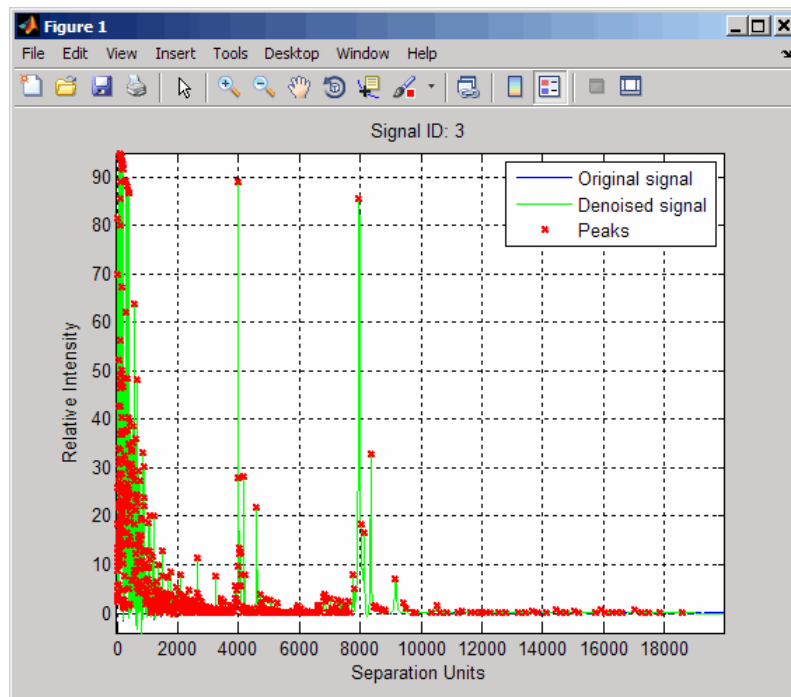 Figure 1
File Edit View Insert Tools Desktop Window Help
Signal ID: 3
Original signal
Denoised signal
Peaks
90
80
70
60
50
40
30
20
10
0
Relative Intensity
0 2000 4000 6000 8000 10000 12000 14000 16000 18000
Separation Units